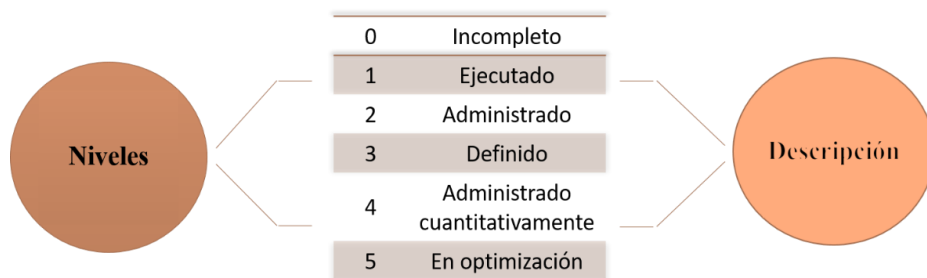 Niveles
0 Incompleto
1 Ejecutado
2 Administrado
3 Definido
4 Administrado
cuantitativamente
5 En optimización
Descripción